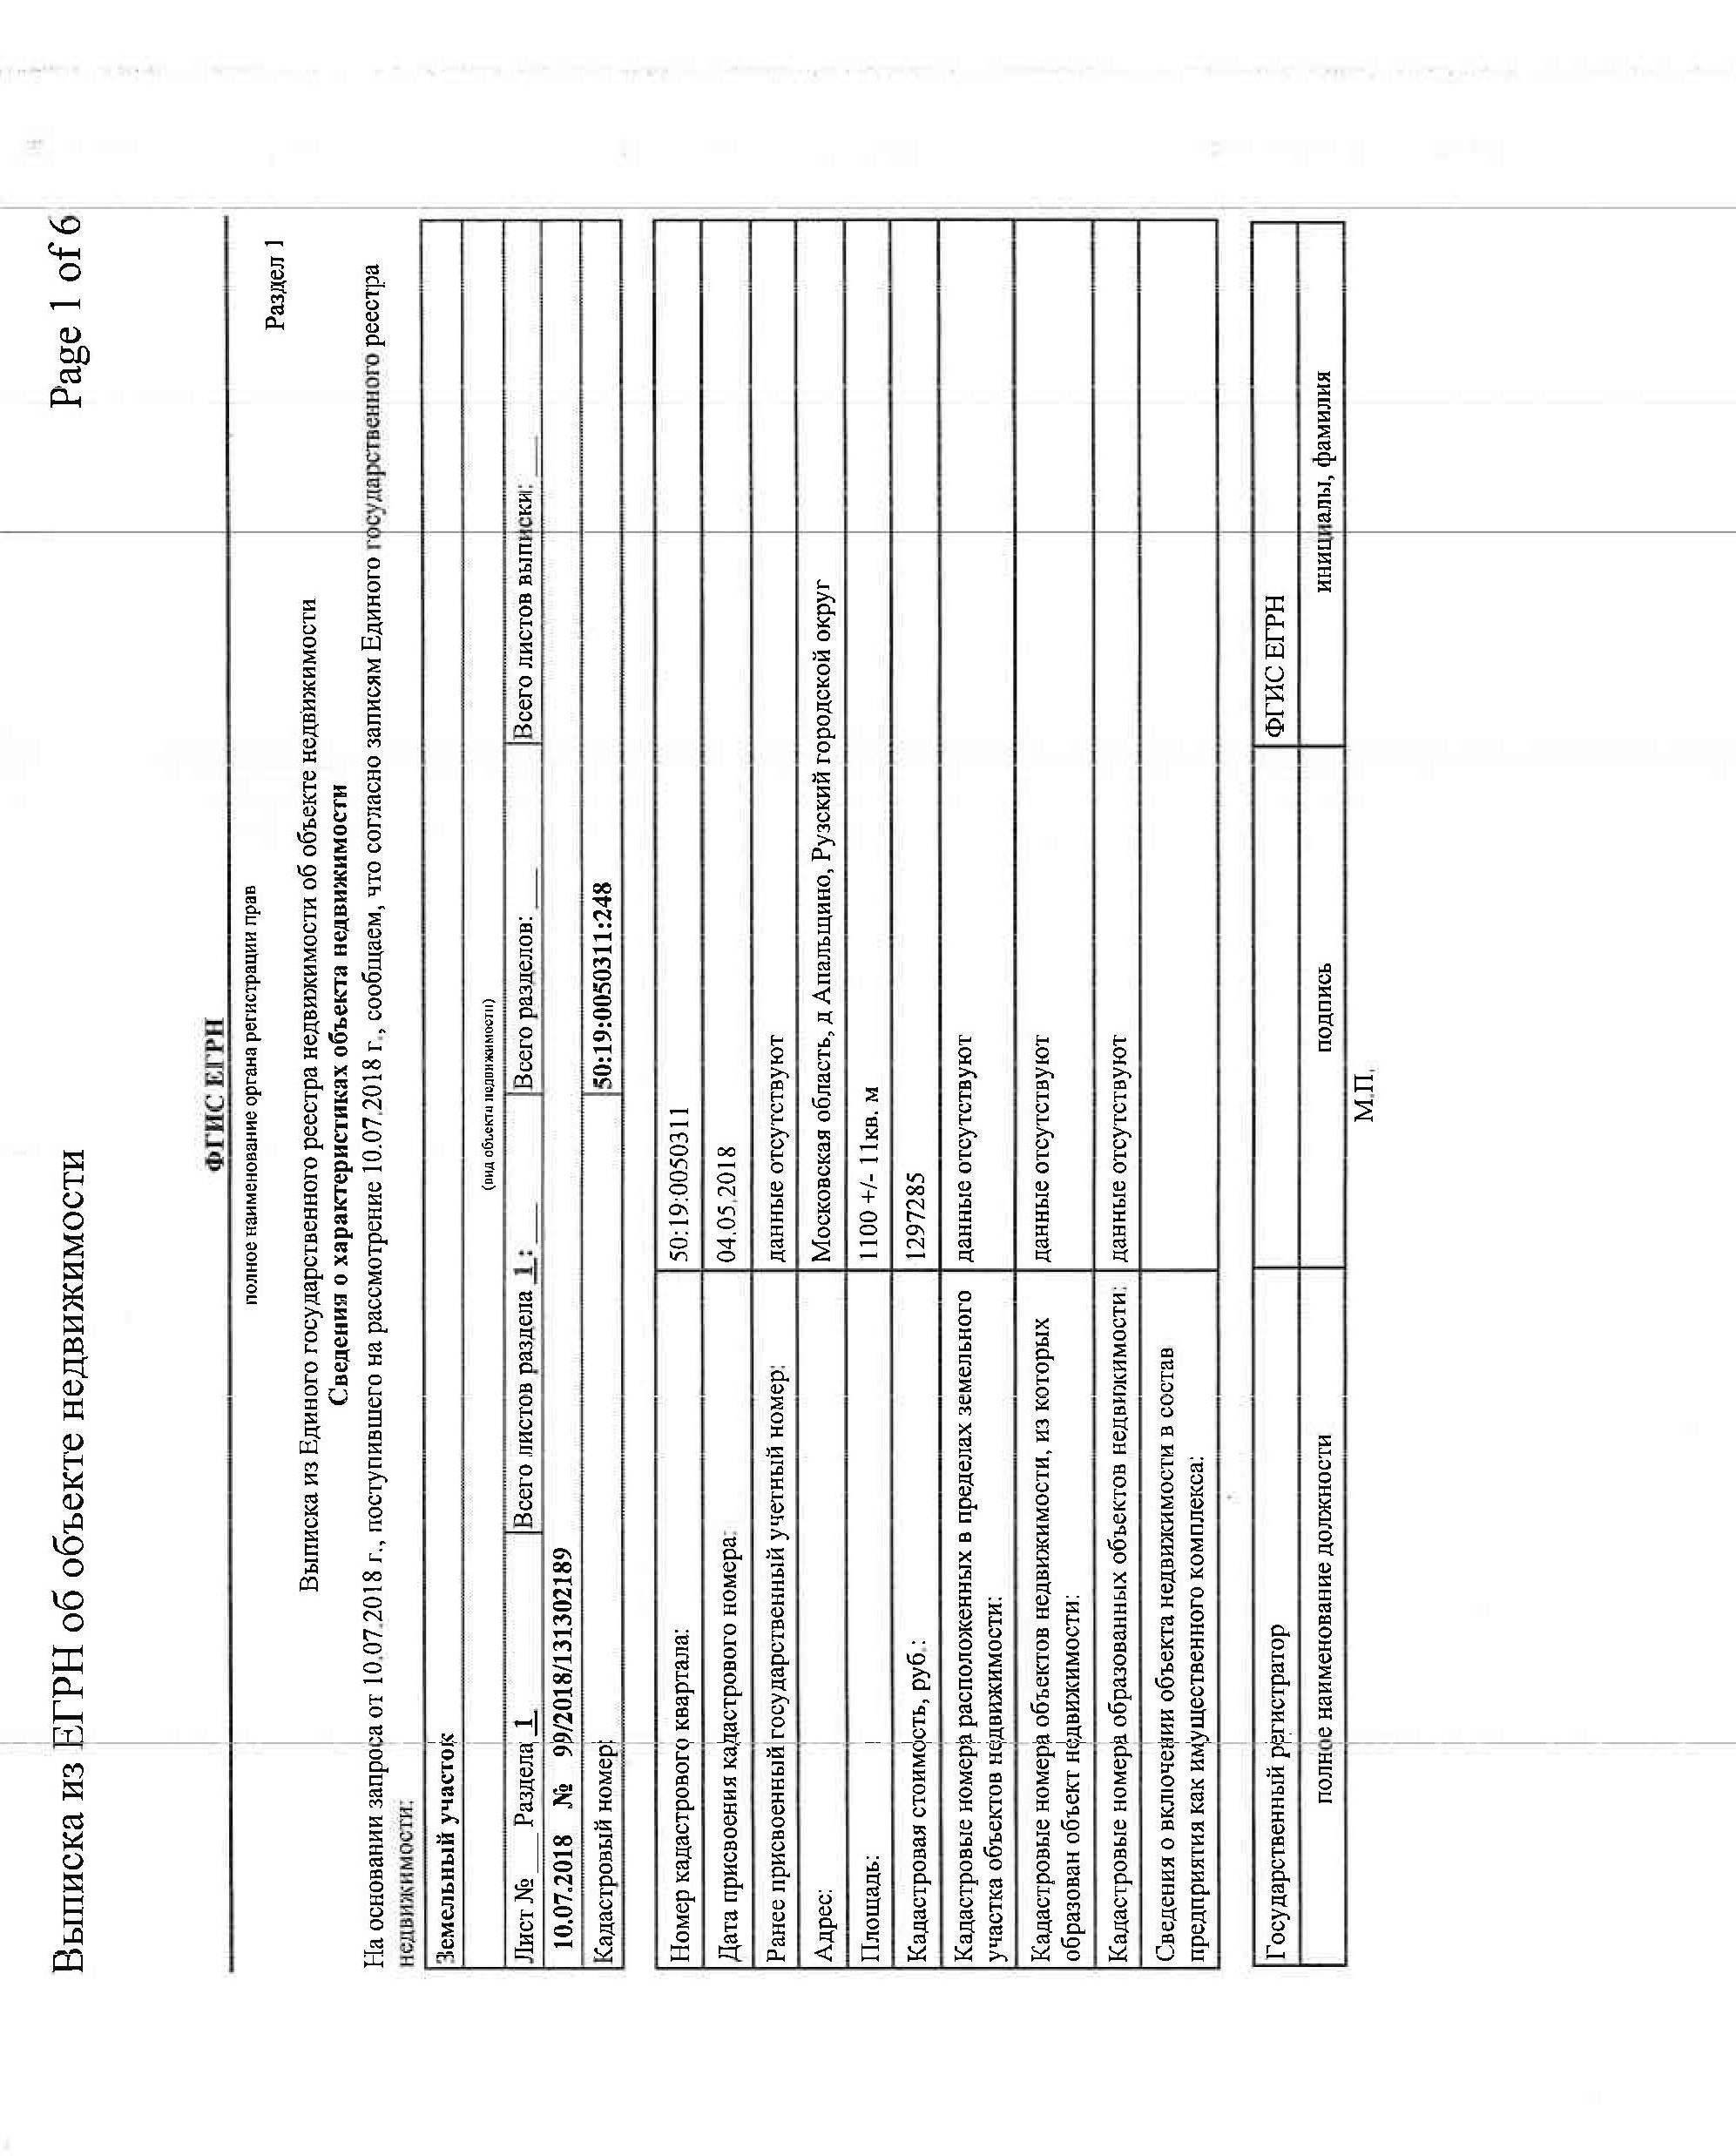 Выписка из ЕГРН об объекте недвижимости Page 1 of 6
ФГИС ЕГРН
полное наименование органа регистрации прав
Раздел 1
Выписка из Единого государственного реестра недвижимости об объекте недвижимости
Сведения о характеристиках объекта недвижимости
На основании запроса от 10.07.2018 г., поступившего на рассмотрение 10.07.2018 г., сообщаем, что согласно записям Единого государственного реестра
недвижимости:
Земельный участок
(вид объекта недвижимости)
Лист № ___ Раздела 1 Всего листов раздела 1 : ___ Всего разделов: ___ Всего листов выписки: ___
10.07.2018 № 99/2018/131302189
Кадастровый номер: 50:19:0050311:248
Номер кадастрового квартала: 50:19:0050311
Дата присвоения кадастрового номера: 04.05.2018
Ранее присвоенный государственный учетный номер: данные отсутствуют
Адрес: Московская область, д Апальщино, Рузский городской округ
Площадь: 1100 +/- 11кв. м
Кадастровая стоимость, руб.: 1297285
Кадастровые номера расположенных в пределах земельного
участка объектов недвижимости: данные отсутствуют
Кадастровые номера объектов недвижимости, из которых
образован объект недвижимости: данные отсутствуют
Кадастровые номера образованных объектов недвижимости: данные отсутствуют
Сведения о включении объекта недвижимости в состав
предприятия как имущественного комплекса:
Государственный регистратор ФГИС ЕГРН
полное наименование должности подпись инициалы, фамилия
М.П.